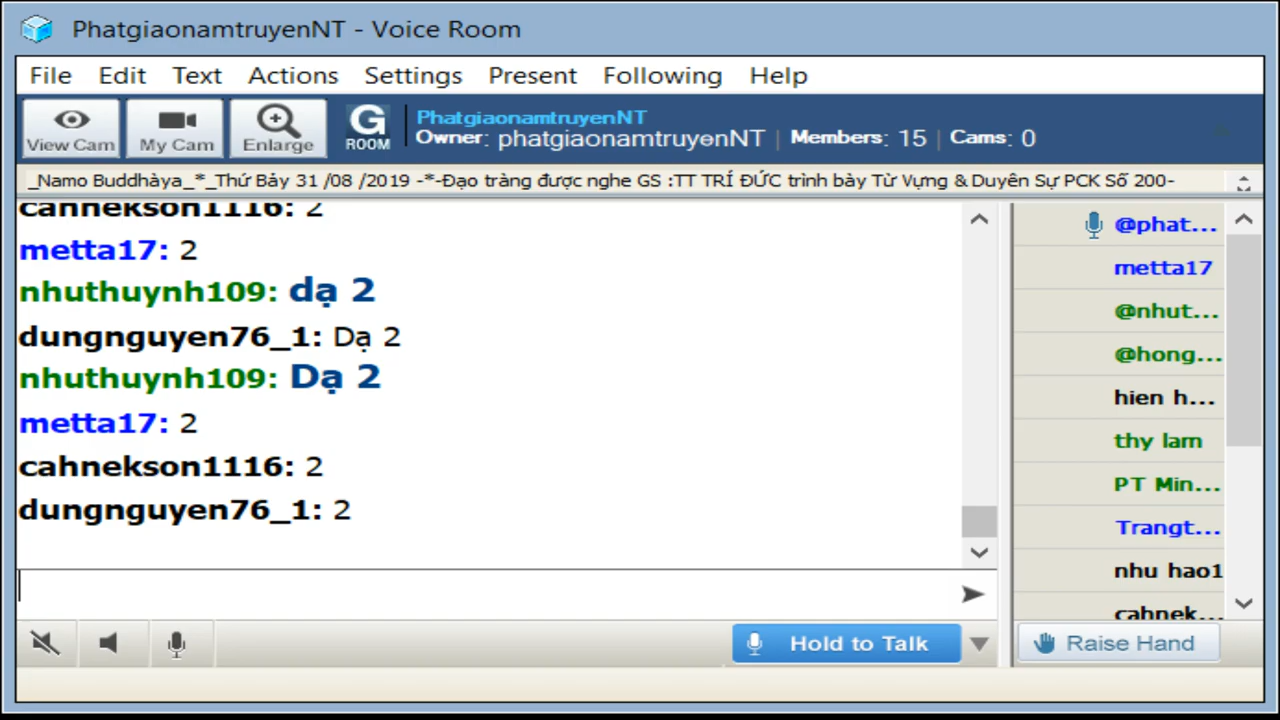 PhatgiaonamtruyenNT - Voice Room
File Edit Text Actions Settings Present Following Help
View Cam My Cam Enlarge G ROOM
PhatgiaonamtruyenNT
Owner: phatgiaonamtruyenNT | Members: 15 | Cams: 0
_Namo Buddhàya_*_Thứ Bảy 31 /08 /2019 -*-Đạo tràng được nghe GS :TT TRÍ ĐỨC trình bày Từ Vựng & Duyên Sự PCK Số 200-
cahnekson1116: 2
metta17: 2
nhuthuynh109: dạ 2
dungnguyen76_1: Dạ 2
nhuthuynh109: Dạ 2
metta17: 2
cahnekson1116: 2
dungnguyen76_1: 2
@phat...
metta17
@nhut...
@hong...
hien h...
thy lam
PT Min...
Trangt...
nhu hao1
cahnek...
Hold to Talk
Raise Hand